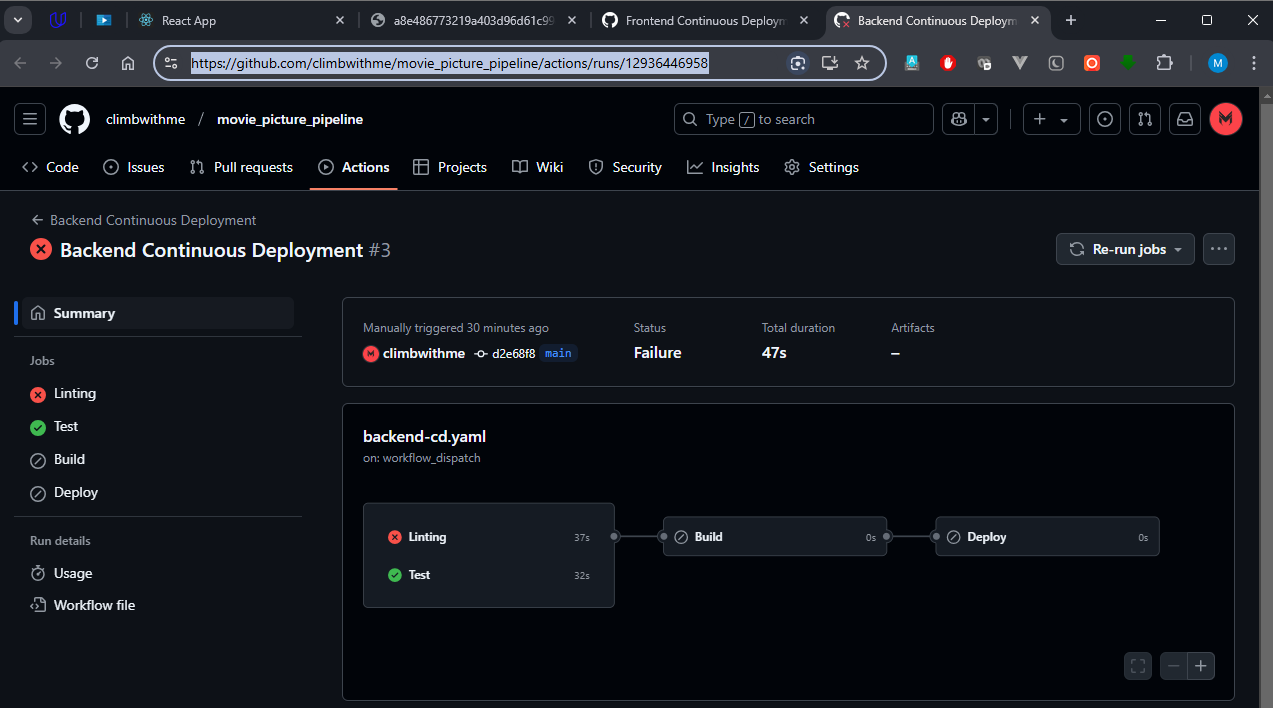 React App
a8e486773219a403d96d61c99
Frontend Continuous Deploym
Backend Continuous Deploym
https://github.com/climbwithme/movie_picture_pipeline/actions/runs/12936446958
M
climbwithme / movie_picture_pipeline
Type / to search
Code
Issues
Pull requests
Actions
Projects
Wiki
Security
Insights
Settings
Backend Continuous Deployment
Backend Continuous Deployment #3
Re-run jobs
Summary
Jobs
Linting
Test
Build
Deploy
Run details
Usage
Workflow file
Manually triggered 30 minutes ago
climbwithme d2e68f8 main
Status
Failure
Total duration
47s
Artifacts
–
backend-cd.yaml
on: workflow_dispatch
Linting 37s
Test 32s
Build 0s
Deploy 0s